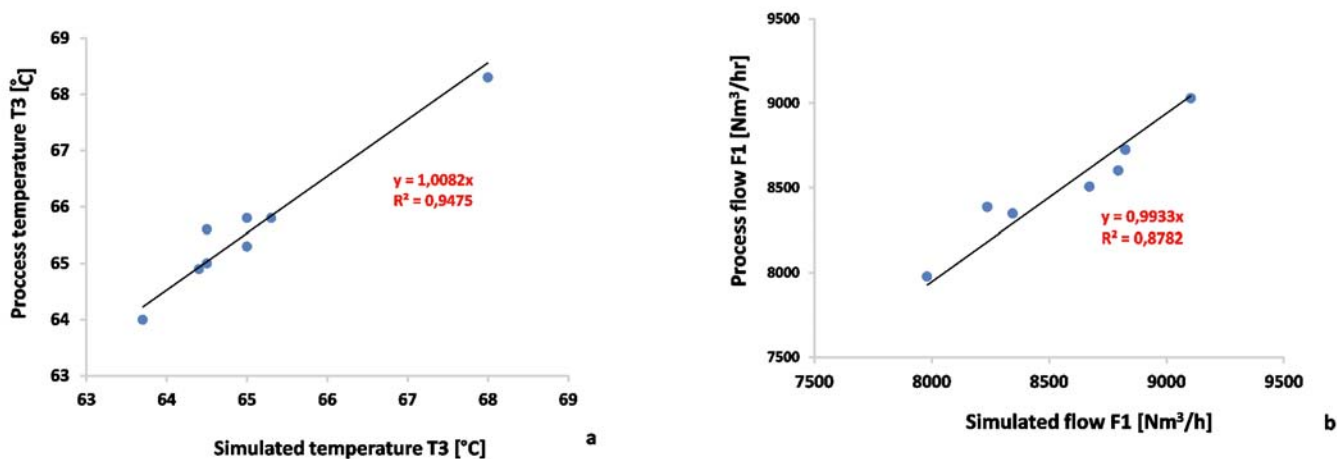 69
68
67
66
65
64
63
63 64 65 66 67 68 69
Proccess temperature T3 [°C]
Simulated temperature T3 [°C]
y = 1,0082x
R² = 0,9475
a
9500
9000
8500
8000
7500
7500 8000 8500 9000 9500
Process flow F1 [Nm³/hr]
Simulated flow F1 [Nm³/h]
y = 0,9933x
R² = 0,8782
b